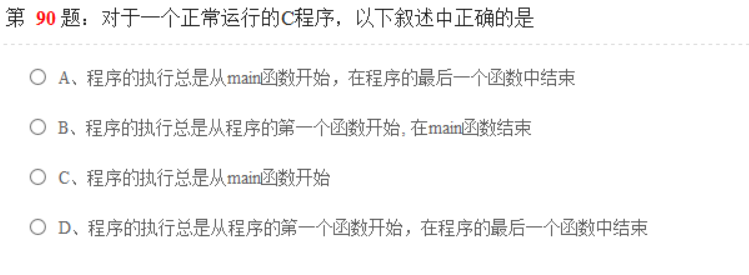 第 90 题：对于一个正常运行的C程序，以下叙述中正确的是
A、程序的执行总是从main函数开始，在程序的最后一个函数中结束
B、程序的执行总是从程序的第一个函数开始, 在main函数结束
C、程序的执行总是从main函数开始
D、程序的执行总是从程序的第一个函数开始，在程序的最后一个函数中结束